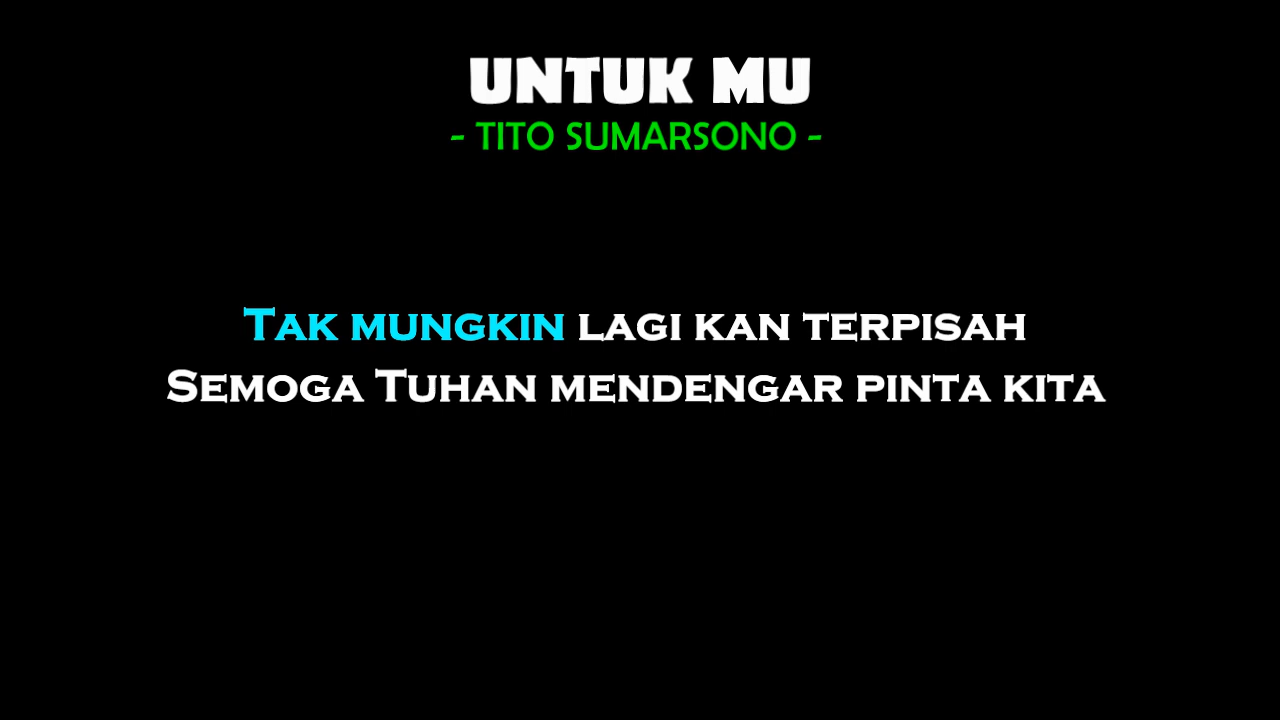 UNTUK MU
- TITO SUMARSONO -
Tak mungkin lagi kan terpisah
Semoga Tuhan mendengar pinta kita